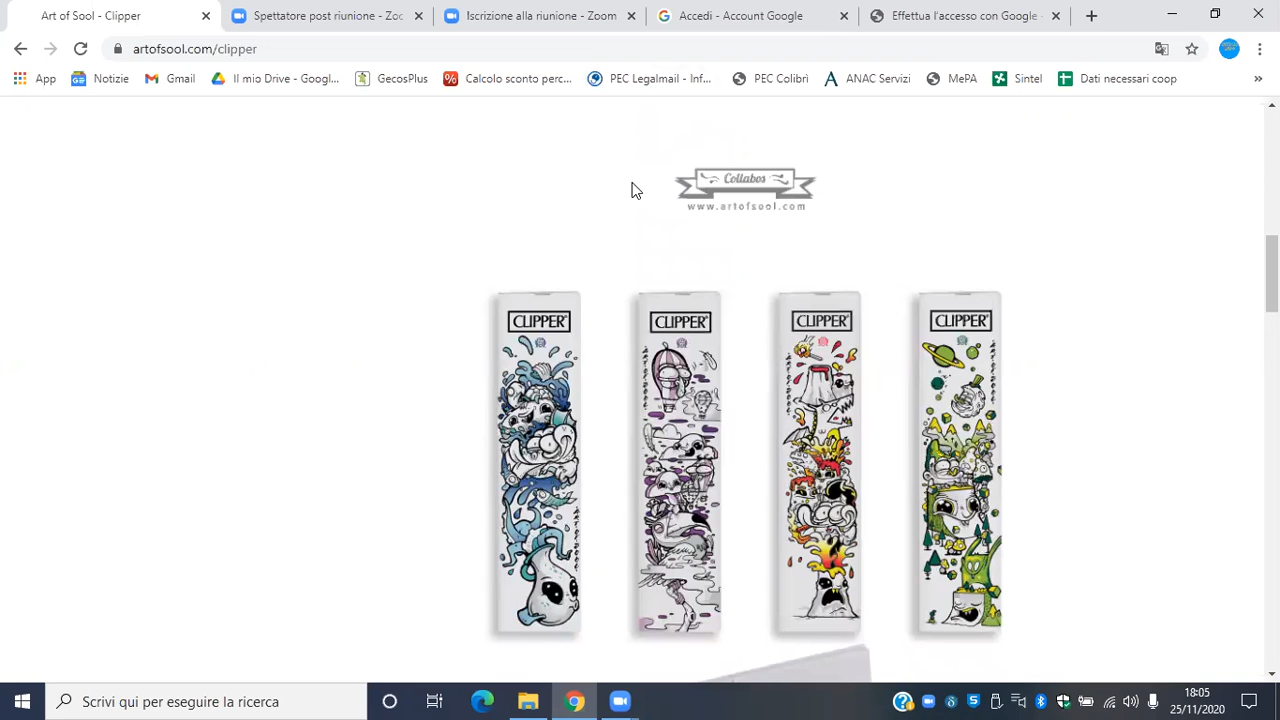 Art of Sool - Clipper
Spettatore post riunione - Zoo
Iscrizione alla riunione - Zoom
Accedi - Account Google
Effettua l'accesso con Google
artofsool.com/clipper
App
Notizie
Gmail
Il mio Drive - Googl...
GecosPlus
Calcolo sconto perc...
PEC Legalmail - Inf...
PEC Colibri
ANAC Servizi
MePA
Sintel
Dati necessari coop
»
Collabos
www.artofsool.com
CLIPPER
CLIPPER
CLIPPER
CLIPPER
Scrivi qui per eseguire la ricerca
18:05
25/11/2020